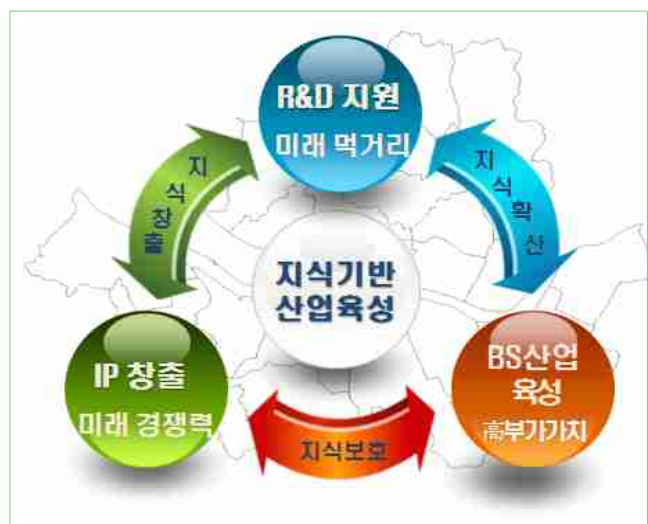 R&D 지원
미래 먹거리
지식창출
지식확산
지식기반
산업육성
IP 창출
미래 경쟁력
BS산업
육성
高부가가치
지식보호